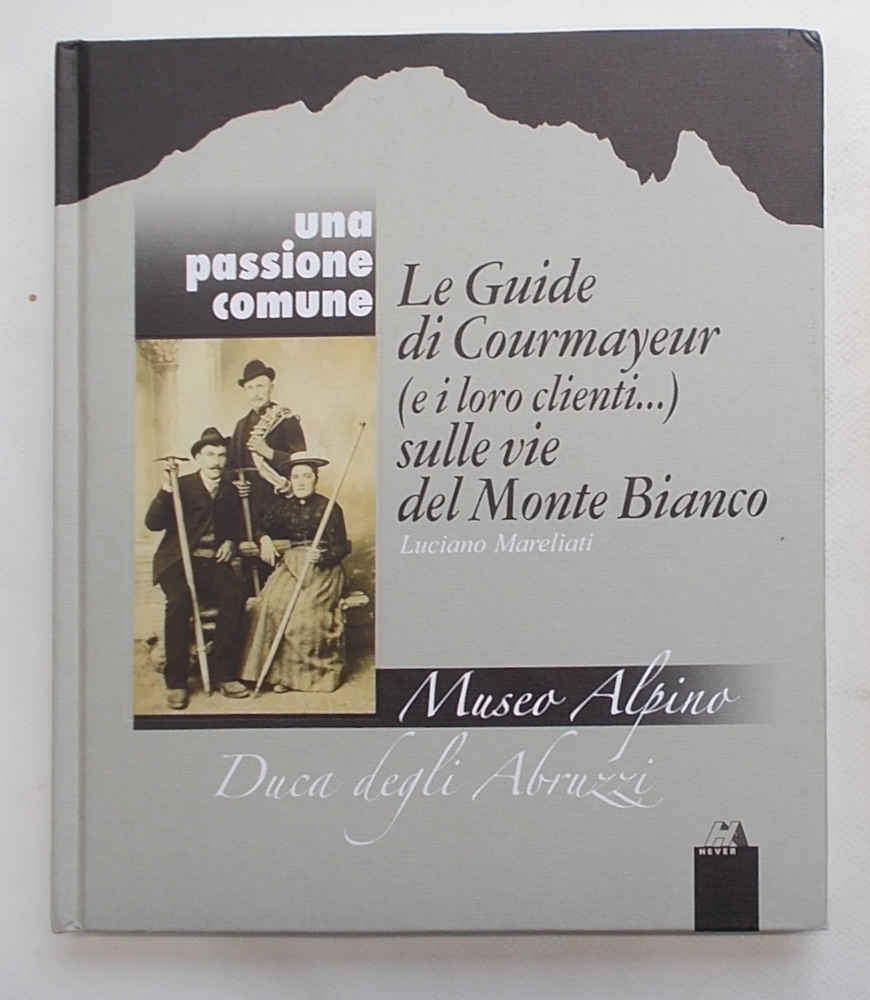 una
passione
comune
Le Guide
di Courmayeur
(e i loro clienti...)
sulle vie
del Monte Bianco
Luciano Mareliati
Museo Alpino
Duca degli Abruzzi
HEVER